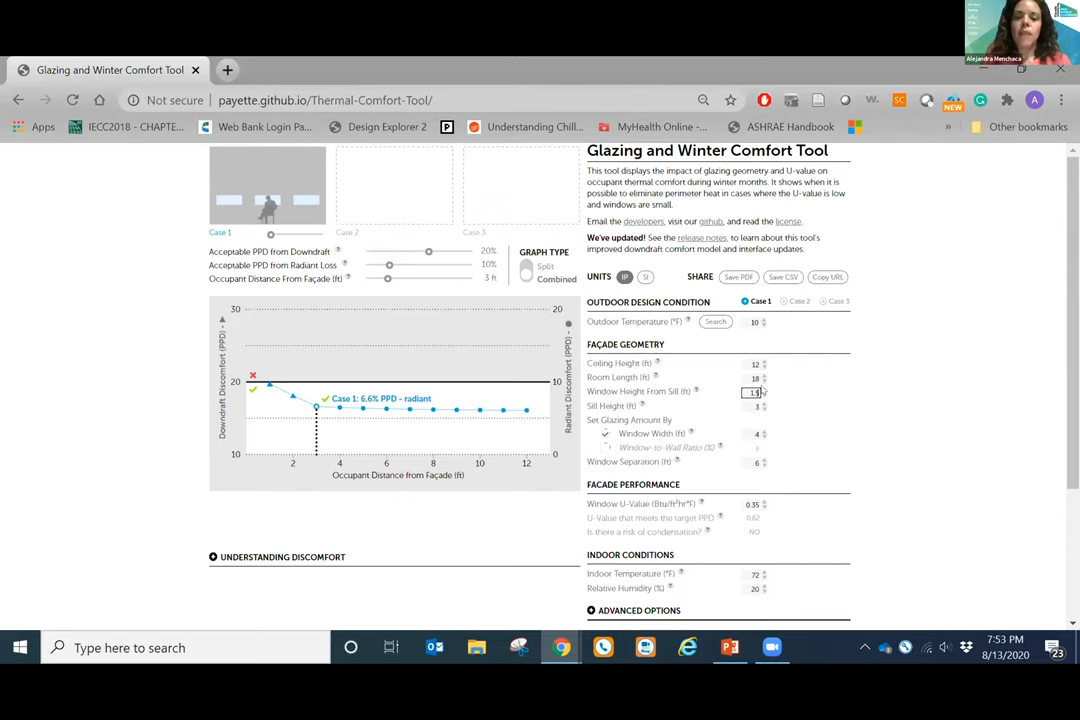 Alejandra Menchaca
Glazing and Winter Comfort Tool
Not secure payette.github.io/Thermal-Comfort-Tool/
NEW
A
Apps IECC2018 - CHAPTE... Web Bank Login Pa... Design Explorer 2 Understanding Chill... MyHealth Online -... ASHRAE Handbook » Other bookmarks
Glazing and Winter Comfort Tool
This tool displays the impact of glazing geometry and U-value on
occupant thermal comfort during winter months. It shows when it is
possible to eliminate perimeter heat in cases where the U-value is low
and windows are small.
Email the developers, visit our github, and read the license.
We've updated! See the release notes, to learn about this tool's
improved downdraft comfort model and interface updates.
Case 1 Case 2 Case 3
Acceptable PPD from Downdraft ? 20%
Acceptable PPD from Radiant Loss ? 10%
Occupant Distance From Façade (ft) ? 3 ft
GRAPH TYPE
Split
Combined
UNITS IP SI SHARE Save PDF Save CSV Copy URL
OUTDOOR DESIGN CONDITION Case 1 Case 2 Case 3
Outdoor Temperature (°F) ? Search 10
FAÇADE GEOMETRY
Ceiling Height (ft) ? 12
Room Length (ft) ? 18
Window Height From Sill (ft) ? 1.5
Sill Height (ft) ? 3
Set Glazing Amount By
Window Width (ft) ? 4
Window-to-Wall Ratio (%) ?
Window Separation (ft) ? 6
FACADE PERFORMANCE
Window U-Value (Btu/ft²hr°F) ? 0.35
U-Value that meets the target PPD ? 0.62
Is there a risk of condensation? ? NO
INDOOR CONDITIONS
Indoor Temperature (°F) ? 72
Relative Humidity (%) ? 20
ADVANCED OPTIONS
30 20
20 10
10 0
Downdraft Discomfort (PPD)
Radiant Discomfort (PPD)
Case 1: 6.6% PPD - radiant
2 4 6 8 10 12
Occupant Distance from Façade (ft)
UNDERSTANDING DISCOMFORT
Type here to search
7:53 PM
8/13/2020
23